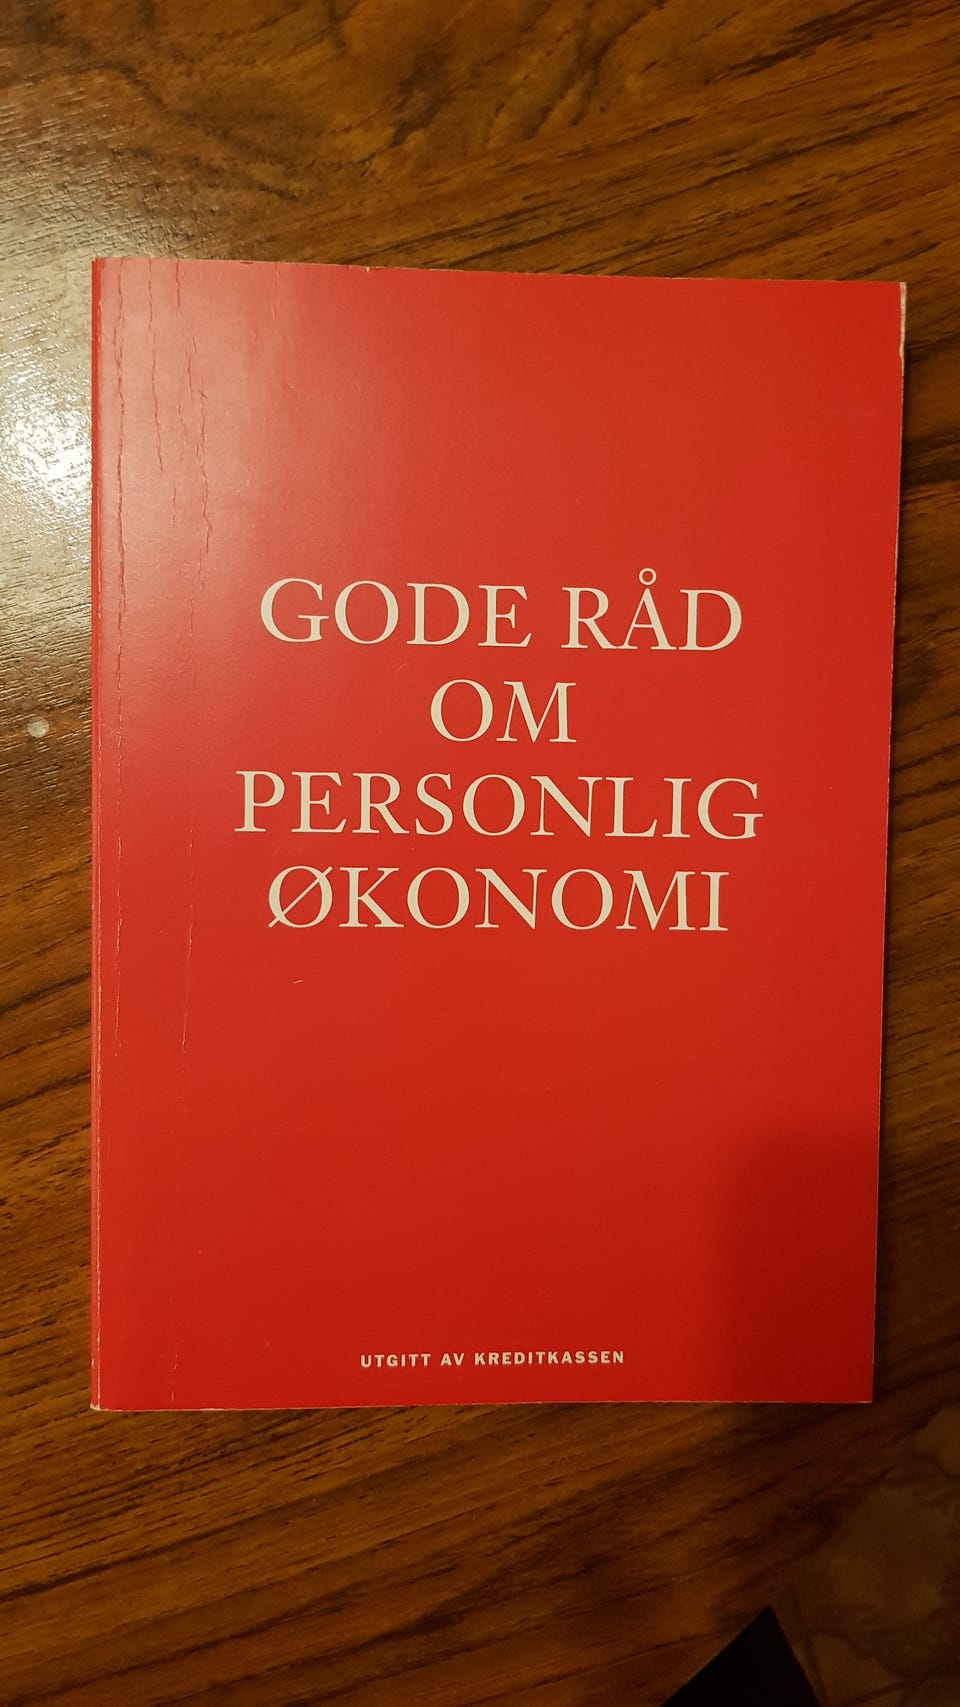 GODE RÅD
OM
PERSONLIG
ØKONOMI
UTGITT AV KREDITKASSEN